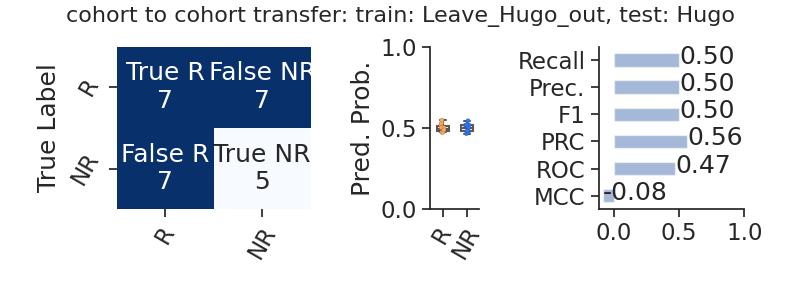 cohort to cohort transfer: train: Leave_Hugo_out, test: Hugo
True Label
R
NR
True R
7
False NR
7
False R
7
True NR
5
R
NR
Pred. Prob.
1.0
0.5
0.0
R
NR
Recall
0.50
Prec.
0.50
F1
0.50
PRC
0.56
ROC
0.47
MCC
-0.08
0.0
0.5
1.0